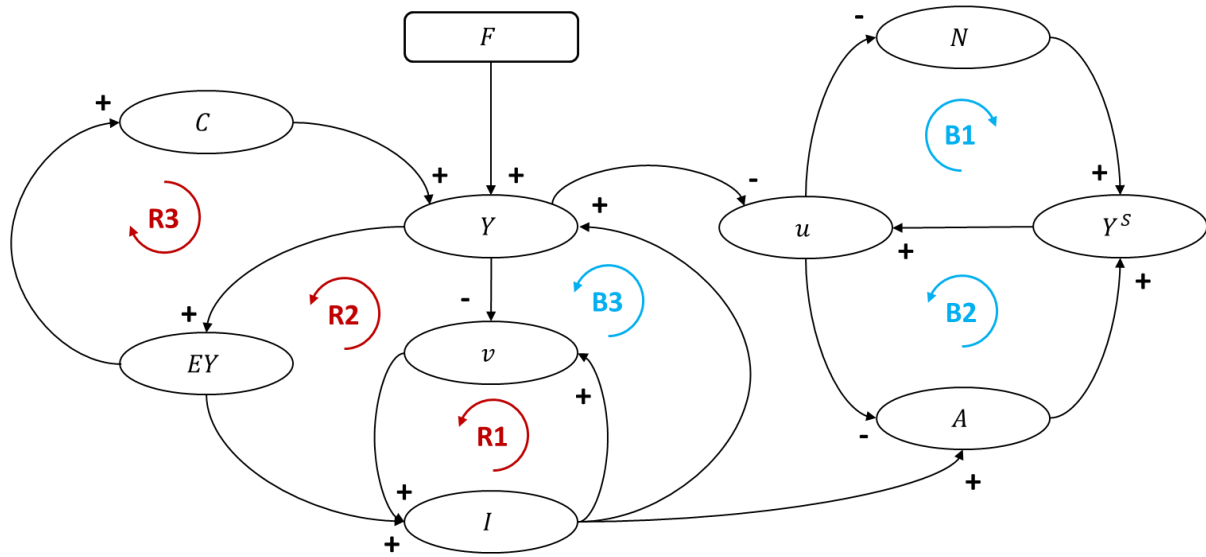 F
N
C
B1
R3
Y
u
Y^S
R2
B3
B2
EY
v
R1
A
I
-
+
+
+
+
+
-
+
+
+
-
+
+
-
+
+
+